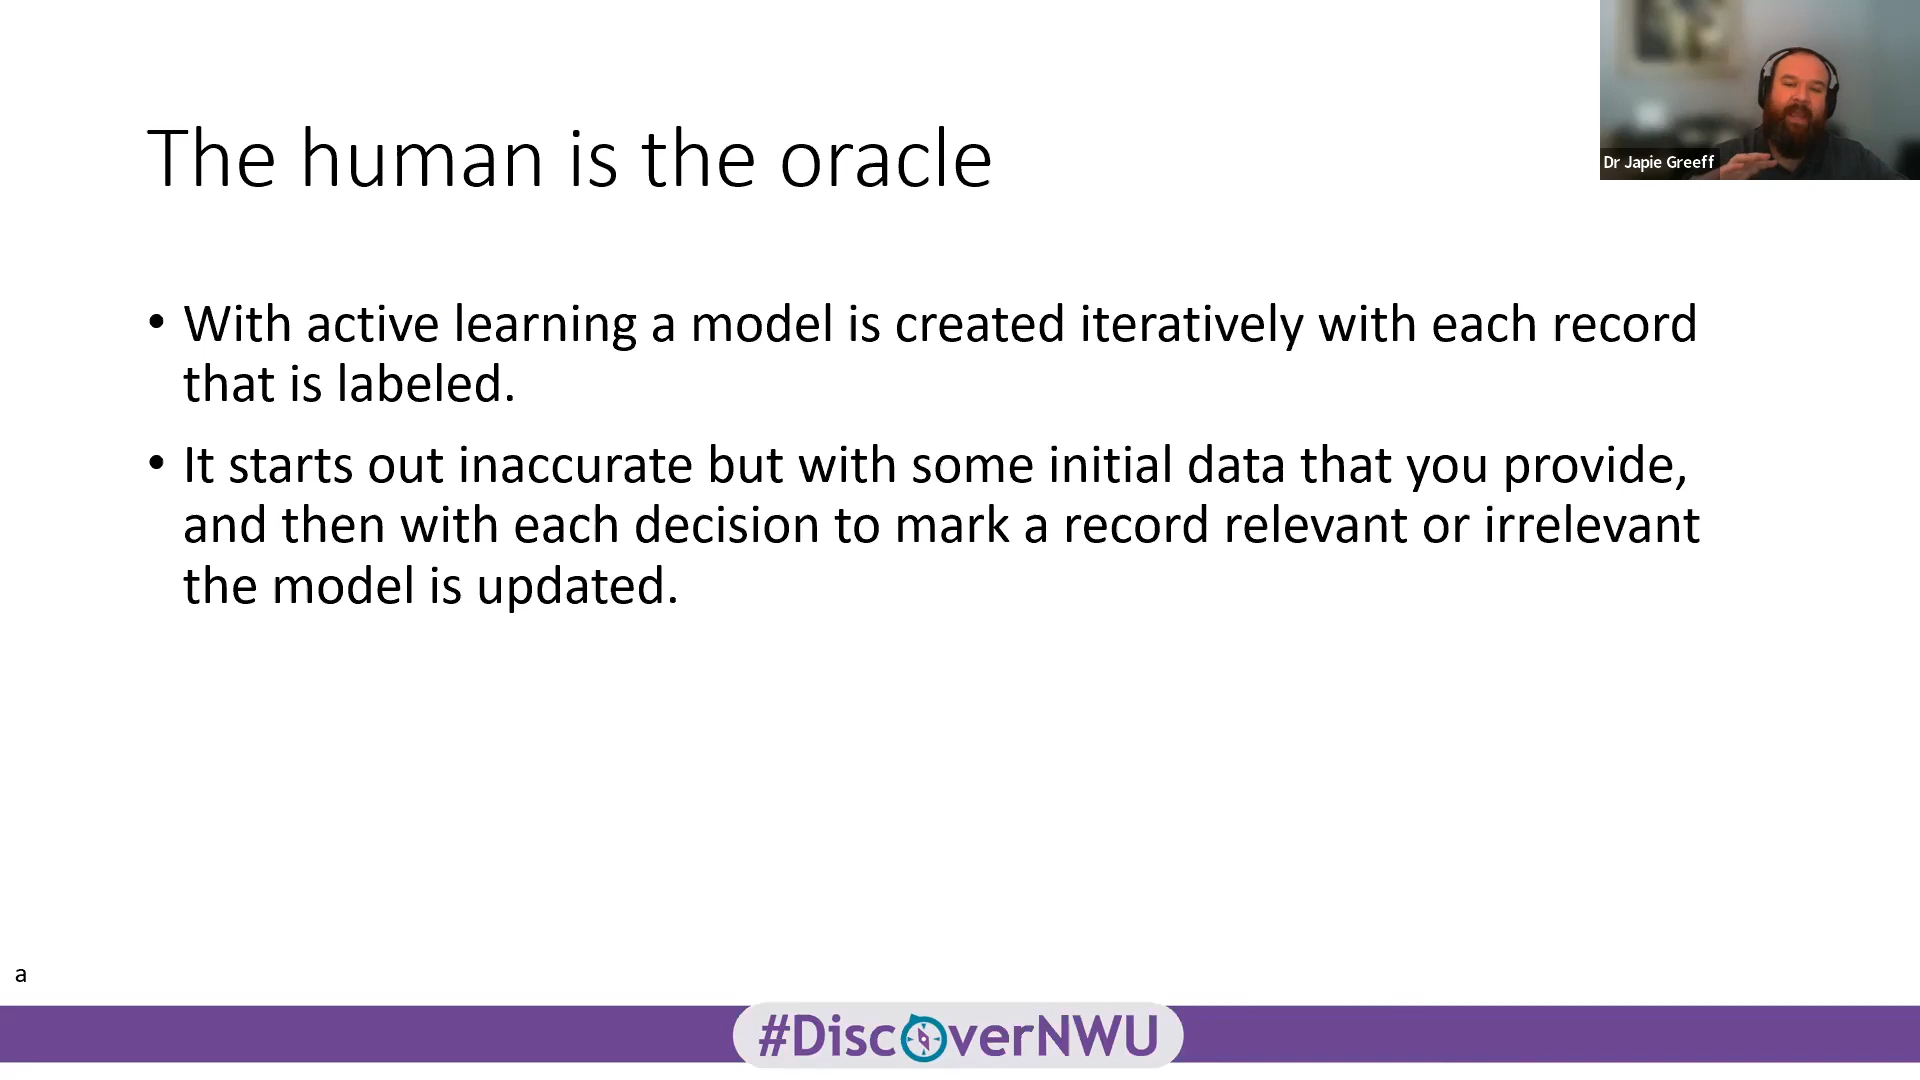 Dr Japie Greeff
The human is the oracle
• With active learning a model is created iteratively with each record
that is labeled.
• It starts out inaccurate but with some initial data that you provide,
and then with each decision to mark a record relevant or irrelevant
the model is updated.
a
#DiscoverNWU